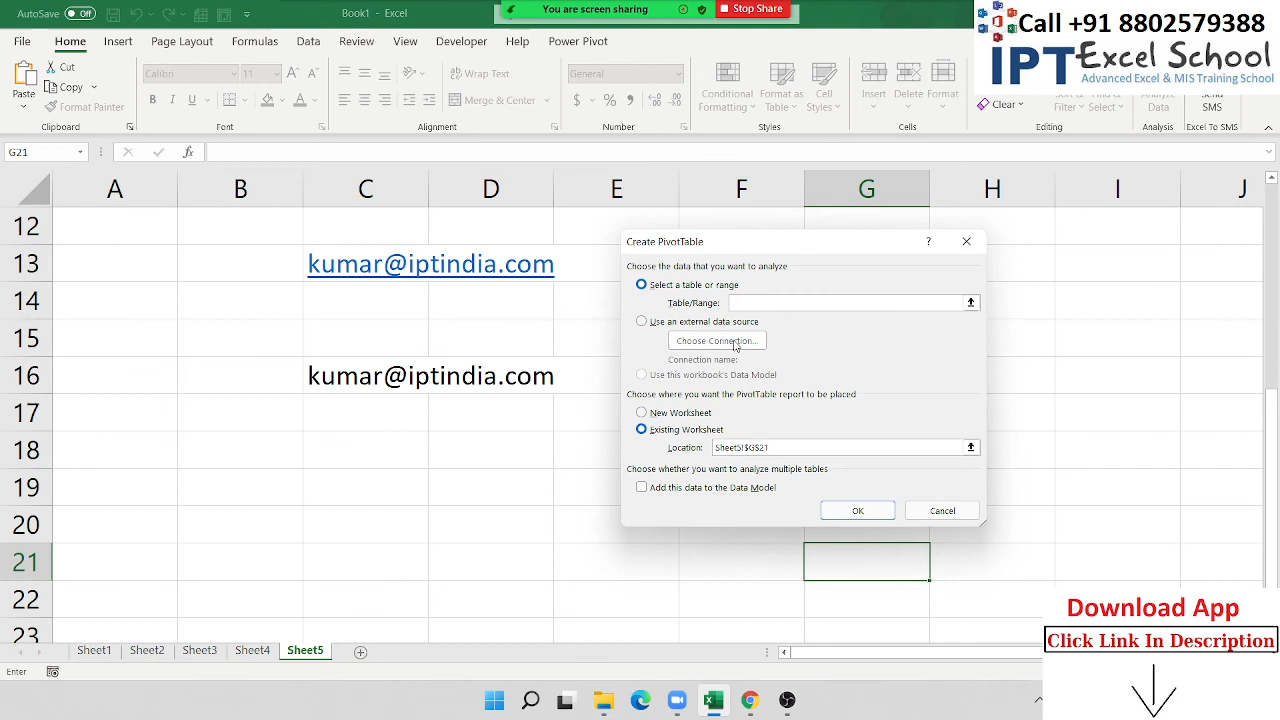 AutoSave Off
Book1 - Excel
You are screen sharing
Stop Share
Call +91 8802579388
IPT Excel School
Advanced Excel & MIS Training School
File Home Insert Page Layout Formulas Data Review View Developer Help Power Pivot
Paste
Cut
Copy
Format Painter
Calibri 11
B I U
Wrap Text
Merge & Center
General
$ % ,
Conditional Formatting
Format as Table
Cell Styles
Insert Delete Format
Clear
Sort & Filter
Find & Select
Analyze Data
Send SMS
Clipboard Font Alignment Number Styles Cells Editing Analysis Excel To SMS
G21 fx
A B C D E F G H I J
12
13 kumar@iptindia.com
14
15
16 kumar@iptindia.com
17
18
19
20
21
22
23
Create PivotTable ?
Choose the data that you want to analyze
Select a table or range
Table/Range:
Use an external data source
Choose Connection...
Connection name:
Use this workbook's Data Model
Choose where you want the PivotTable report to be placed
New Worksheet
Existing Worksheet
Location: Sheet5!$G$21
Choose whether you want to analyze multiple tables
Add this data to the Data Model
OK Cancel
Download App
Click Link In Description
Sheet1 Sheet2 Sheet3 Sheet4 Sheet5
Enter